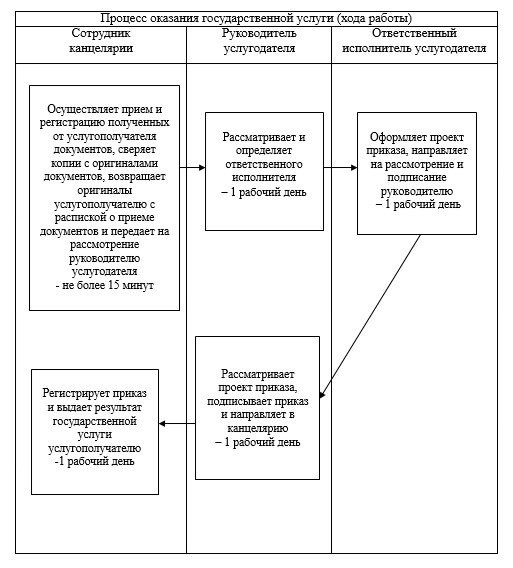 Процесс оказания государственной услуги (хода работы)
Сотрудник
канцелярии
Руководитель
услугодателя
Ответственный
исполнитель услугодателя
Осуществляет прием и
регистрацию полученных
от услугополучателя
документов, сверяет
копии с оригиналами
документов, возвращает
оригиналы
услугополучателю с
распиской о приеме
документов и передает на
рассмотрение
руководителю
услугодателя
- не более 15 минут
Рассматривает и
определяет
ответственного
исполнителя
– 1 рабочий день
Оформляет проект
приказа, направляет
на рассмотрение и
подписание
руководителю
– 1 рабочий день
Рассматривает
проект приказа,
подписывает приказ
и направляет в
канцелярию
– 1 рабочий день
Регистрирует приказ
и выдает результат
государственной
услуги
услугополучателю
-1 рабочий день